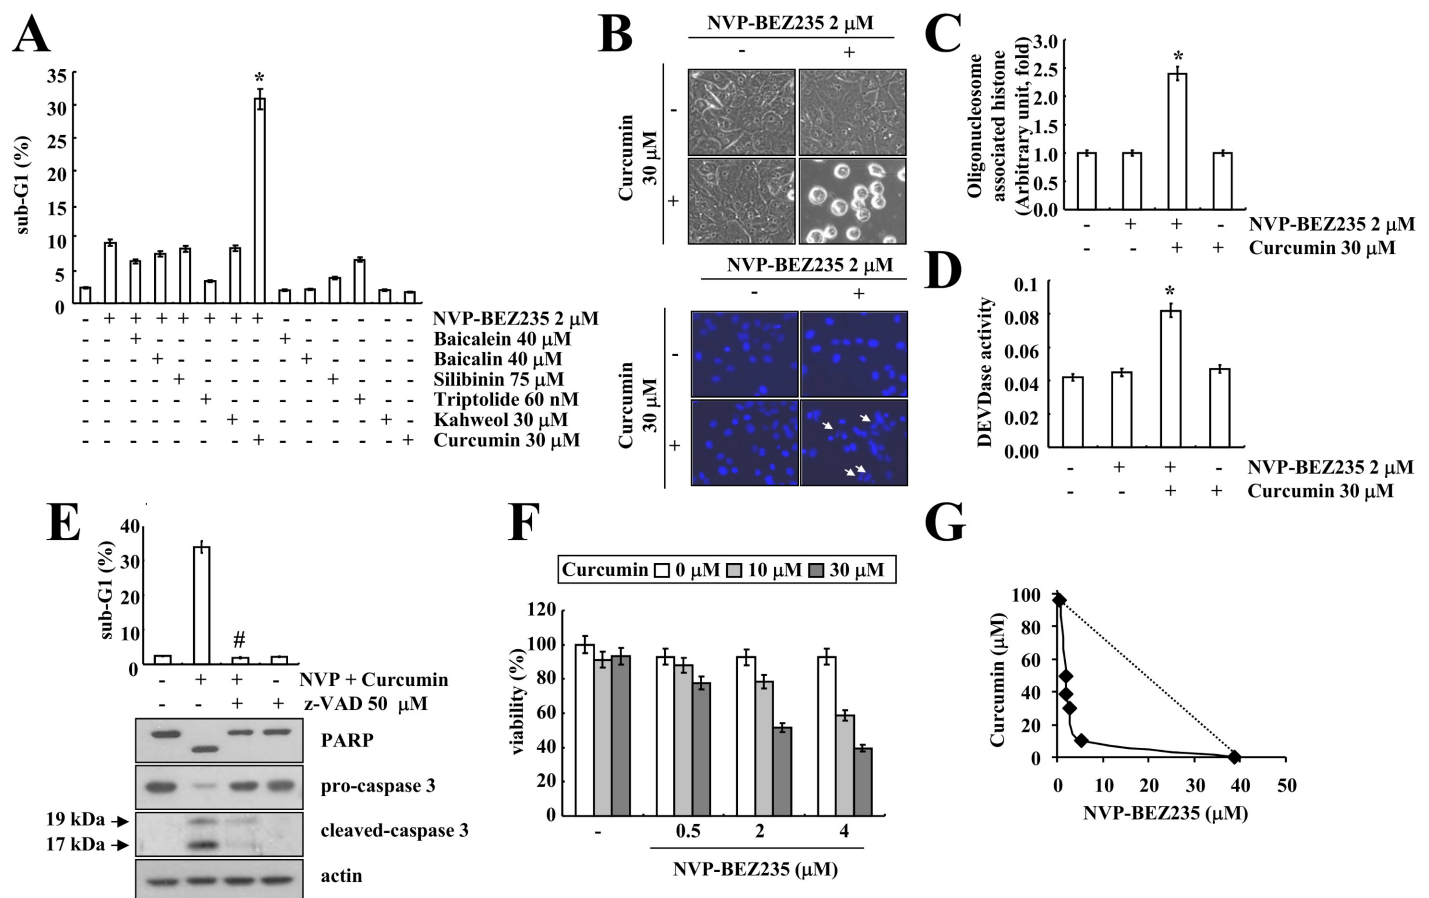 A
sub-G1 (%)
35
30
25
20
15
10
5
0
*
- + + + + + + + - - - - - - NVP-BEZ235 2 μM
- - + - - - - - + - - - - - Baicalein 40 μM
- - - + - - - - - + - - - - Baicalin 40 μM
- - - - + - - - - - + - - - Silibinin 75 μM
- - - - - + - - - - - + - - Triptolide 60 nM
- - - - - - + - - - - - + - Kahweol 30 μM
- - - - - - - + - - - - - + Curcumin 30 μM
B
NVP-BEZ235 2 μM
- +
Curcumin
30 μM
-
+
NVP-BEZ235 2 μM
- +
Curcumin
30 μM
-
+
C
Oligonucleosome
associated histone
(Arbitrary unit, fold)
3.0
2.5
2.0
1.5
1.0
0.5
0.0
*
- + + - NVP-BEZ235 2 μM
- - + + Curcumin 30 μM
D
DEVDase activity
0.1
0.08
0.06
0.04
0.02
0.00
*
- + + - NVP-BEZ235 2 μM
- - + + Curcumin 30 μM
E
sub-G1 (%)
40
30
20
10
0
#
- + + - NVP + Curcumin
- - + + z-VAD 50 μM
PARP
pro-caspase 3
19 kDa
17 kDa
cleaved-caspase 3
actin
F
Curcumin 0 μM 10 μM 30 μM
viability (%)
120
100
80
60
40
20
0
- 0.5 2 4
NVP-BEZ235 (μM)
G
Curcumin (μM)
100
80
60
40
20
0
0 10 20 30 40 50
NVP-BEZ235 (μM)